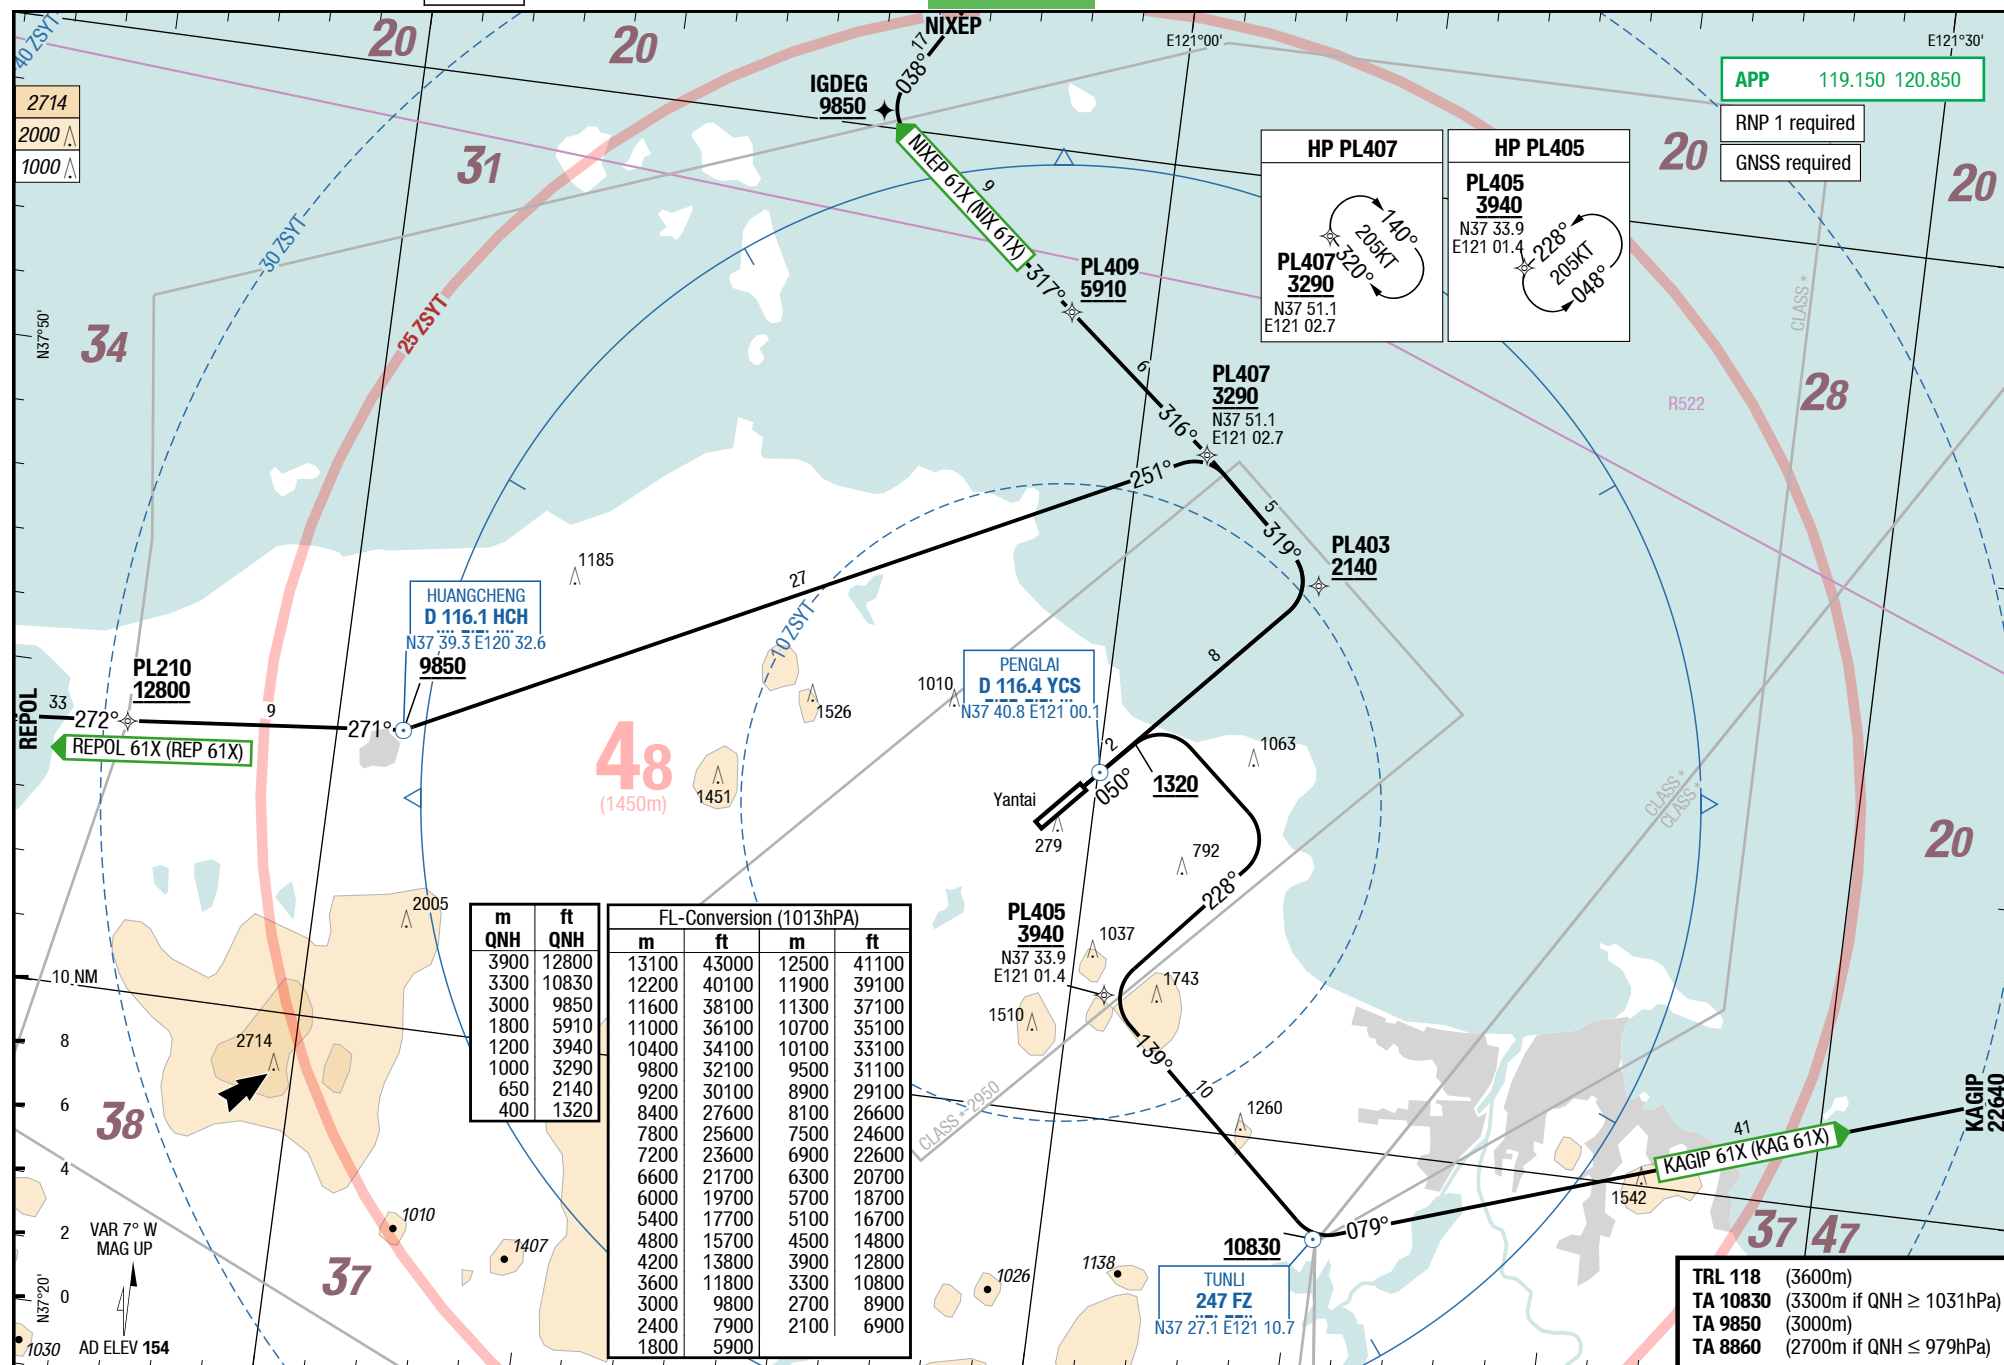 NIXEP
17
038°
E121°00'
E121°30'
40 ZSYT
20
20
2714
2000
1000
31
IGDEG
9850
NIXEP 61X (NIX 61X)
9
317°
PL409
5910
APP 119.150 120.850
RNP 1 required
GNSS required
20
20
HP PL407
140°
205KT
320°
PL407
3290
N37 51.1
E121 02.7
HP PL405
PL405
3940
N37 33.9
E121 01.4
228°
205KT
048°
30 ZSYT
25 ZSYT
34
N37°50'
CLASS *
28
R522
6
316°
PL407
3290
N37 51.1
E121 02.7
251°
5
319°
PL403
2140
27
1185
10 ZSYT
HUANGCHENG
D 116.1 HCH
N37 39.3 E120 32.6
9850
PL210
12800
REPOL
33
272°
9
271°
REPOL 61X (REP 61X)
48
(1450m)
1526
1451
1010
PENGLAI
D 116.4 YCS
N37 40.8 E121 00.1
8
2
050°
1320
1063
Yantai
279
792
228°
CLASS *
CLASS *
20
PL405
3940
N37 33.9
E121 01.4
1037
1743
1510
139°
10
1260
2005
2714
10 NM
8
6
4
2
0
38
37
1010
1407
1026
1138
1030
VAR 7° W
MAG UP
AD ELEV 154
N37°20'
m ft
QNH QNH
3900 12800
3300 10830
3000 9850
1800 5910
1200 3940
1000 3290
650 2140
400 1320
FL-Conversion (1013hPA)
m ft m ft
13100 43000 12500 41100
12200 40100 11900 39100
11600 38100 11300 37100
11000 36100 10700 35100
10400 34100 10100 33100
9800 32100 9500 31100
9200 30100 8900 29100
8400 27600 8100 26600
7800 25600 7500 24600
7200 23600 6900 22600
6600 21700 6300 20700
6000 19700 5700 18700
5400 17700 5100 16700
4800 15700 4500 14800
4200 13800 3900 12800
3600 11800 3300 10800
3000 9800 2700 8900
2400 7900 2100 6900
1800 5900
CLASS *-2950
10830
079°
TUNLI
247 FZ
N37 27.1 E121 10.7
41
KAGIP 61X (KAG 61X)
1542
KAGIP
22640
37
47
TRL 118 (3600m)
TA 10830 (3300m if QNH ≥ 1031hPa)
TA 9850 (3000m)
TA 8860 (2700m if QNH ≤ 979hPa)